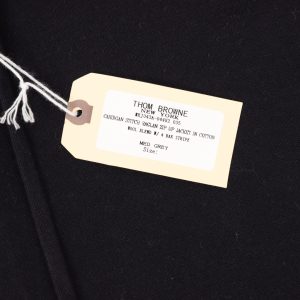 THOM BROWNE
NEW YORK
CARDIGAN STITCH RAGLAN ZIP UP JACKET IN COTTON
WOOL BLEND W/ 4 BAR STRIPE
MED GREY
Size: